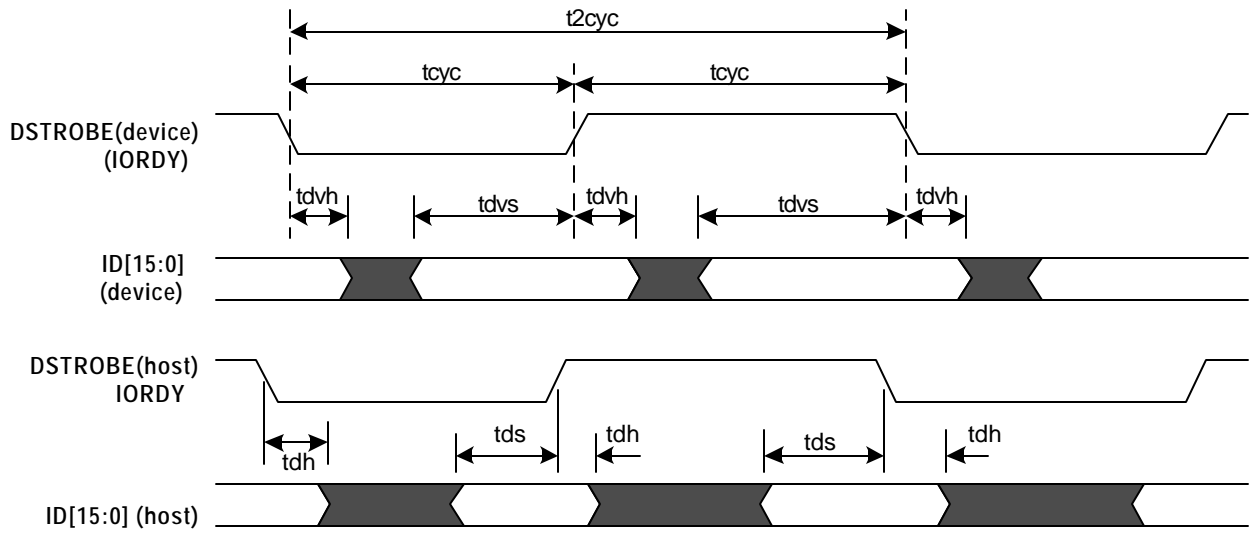 t2cyc
tcyc tcyc
DSTROBE(device)
(IORDY)
tdvh tdvs tdvh tdvs tdvh
ID[15:0]
(device)
DSTROBE(host)
IORDY
tdh tds tdh tds tdh
ID[15:0] (host)